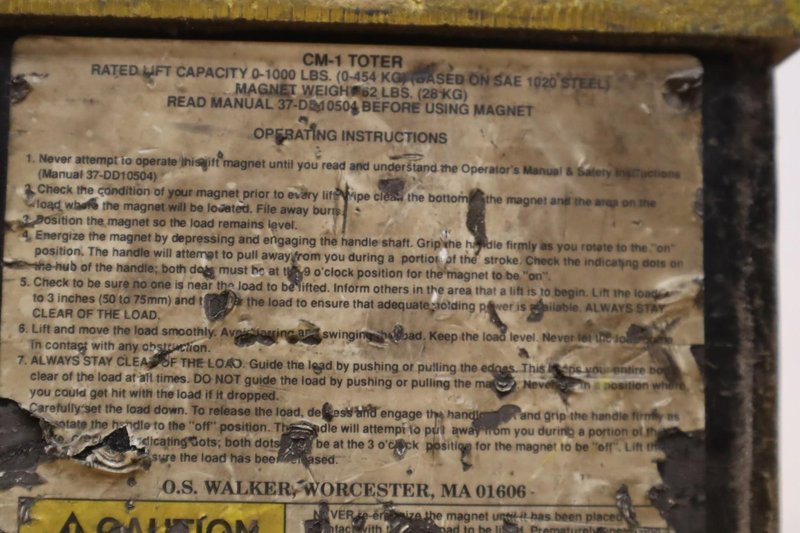 CM-1 TOTER
RATED LIFT CAPACITY 0-1000 LBS. (0-454 KG) (BASED ON SAE 1020 STEEL)
MAGNET WEIGHT 62 LBS. (28 KG)
READ MANUAL 37-DD10504 BEFORE USING MAGNET
OPERATING INSTRUCTIONS
1. Never attempt to operate this lift magnet until you read and understand the Operator's Manual & Safety Instructions
(Manual 37-DD10504)
2. Check the condition of your magnet prior to every lift. Wipe clean the bottom of the magnet and the area on the
load where the magnet will be located. File away burrs.
3. Position the magnet so the load remains level.
4. Energize the magnet by depressing and engaging the handle shaft. Grip the handle firmly as you rotate to the "on"
position. The handle will attempt to pull away from you during a portion of the stroke. Check the indicating dots on
the hub of the handle; both dots must be at the 9 o'clock position for the magnet to be "on".
5. Check to be sure no one is near the load to be lifted. Inform others in the area that a lift is to begin. Lift the load
to 3 inches (50 to 75mm) and the load to ensure that adequate holding power is available. ALWAYS STAY
CLEAR OF THE LOAD.
6. Lift and move the load smoothly. Avoid jarring and swinging the load. Keep the load level. Never let the load come
in contact with any obstruction.
7. ALWAYS STAY CLEAR OF THE LOAD. Guide the load by pushing or pulling the edges. This keeps your entire body
clear of the load at all times. DO NOT guide the load by pushing or pulling the magnet. Never be in a position where
you could get hit with the load if it dropped.
Carefully set the load down. To release the load, depress and engage the handle and grip the handle firmly as
rotate the handle to the "off" position. The handle will attempt to pull away from you during a portion of the
indicating dots; both dots be at the 3 o'clock position for the magnet to be "off". Lift the
sure the load has been released.
O.S. WALKER, WORCESTER, MA 01606
CAUTION
NEVER re-energize the magnet until it has been placed
contact with the load to be lifted. Premature